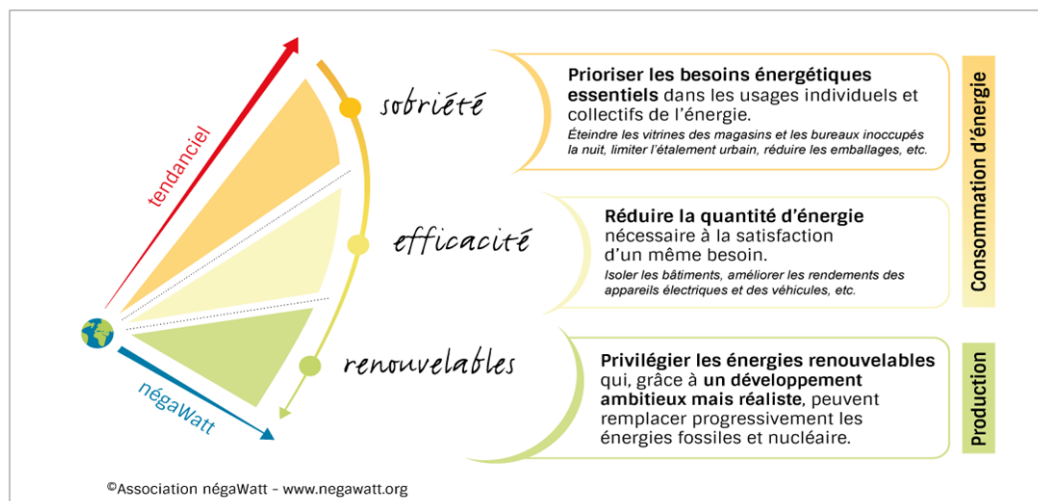 tendanciel
négaWatt
sobriété
Prioriser les besoins énergétiques
essentiels dans les usages individuels et
collectifs de l'énergie.
Éteindre les vitrines des magasins et les bureaux inoccupés
la nuit, limiter l'étalement urbain, réduire les emballages, etc.
efficacité
Réduire la quantité d'énergie
nécessaire à la satisfaction
d'un même besoin.
Isoler les bâtiments, améliorer les rendements des
appareils électriques et des véhicules, etc.
Consommation d'énergie
renouvelables
Privilégier les énergies renouvelables
qui, grâce à un développement
ambitieux mais réaliste, peuvent
remplacer progressivement les
énergies fossiles et nucléaire.
Production
©Association négaWatt - www.negawatt.org